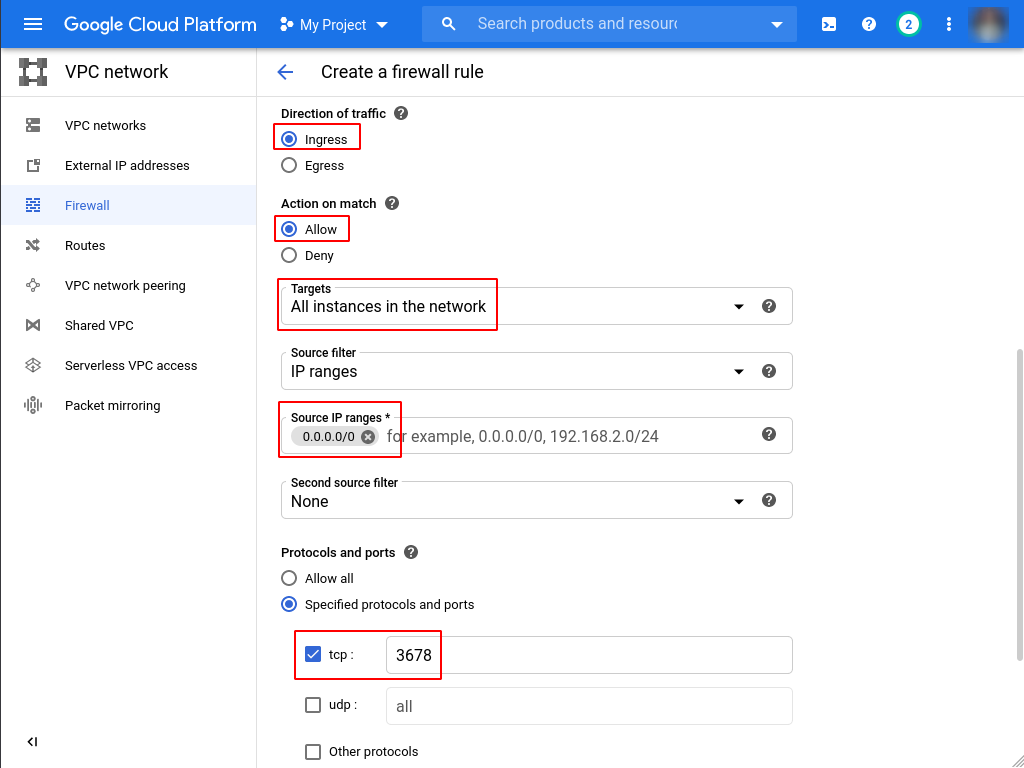 Google Cloud Platform
My Project
Search products and resourc
2
VPC network
Create a firewall rule
VPC networks
External IP addresses
Firewall
Routes
VPC network peering
Shared VPC
Serverless VPC access
Packet mirroring
Direction of traffic
Ingress
Egress
Action on match
Allow
Deny
Targets
All instances in the network
Source filter
IP ranges
Source IP ranges *
0.0.0.0/0 for example, 0.0.0.0/0, 192.168.2.0/24
Second source filter
None
Protocols and ports
Allow all
Specified protocols and ports
tcp : 3678
udp : all
Other protocols